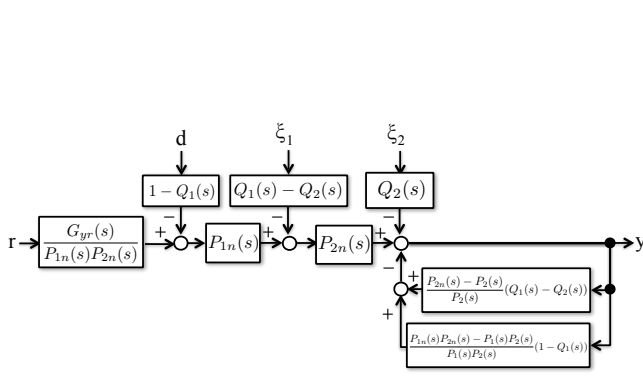 d ξ₁ ξ₂
1 − Q₁(s) Q₁(s) − Q₂(s) Q₂(s)
− − −
r G_yr(s) / P₁ₙ(s)P₂ₙ(s) + P₁ₙ(s) + P₂ₙ(s) + y
− + P₂ₙ(s) − P₂(s) / P₂(s) (Q₁(s) − Q₂(s))
+ P₁ₙ(s)P₂ₙ(s) − P₁(s)P₂(s) / P₁(s)P₂(s) (1 − Q₁(s))